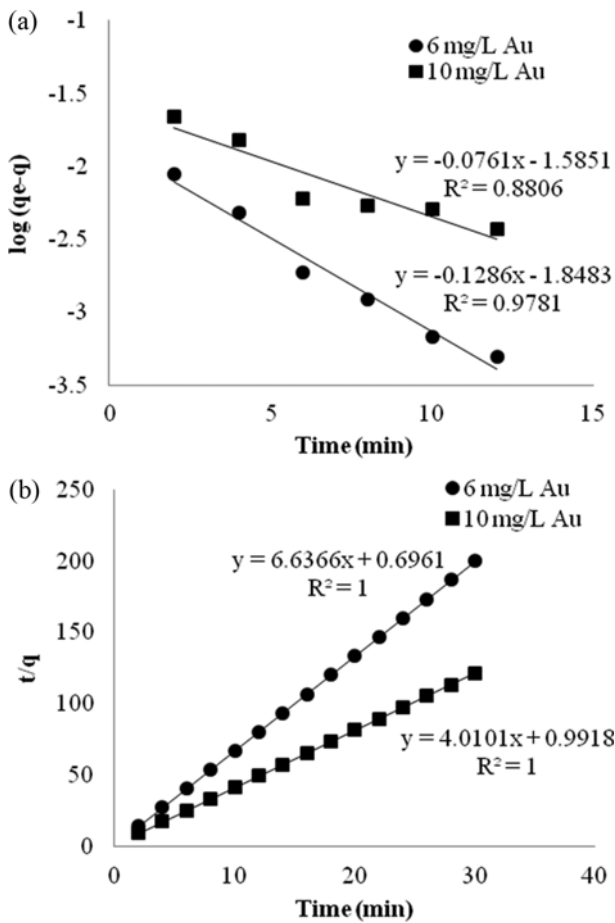 (a)
-1
-1.5
-2
-2.5
-3
-3.5
log (qe-q)
6 mg/L Au
10 mg/L Au
y = -0.0761x - 1.5851
R² = 0.8806
y = -0.1286x - 1.8483
R² = 0.9781
0
5
10
15
Time (min)
(b)
250
200
150
100
50
0
t/q
6 mg/L Au
10 mg/L Au
y = 6.6366x + 0.6961
R² = 1
y = 4.0101x + 0.9918
R² = 1
0
10
20
30
40
Time (min)